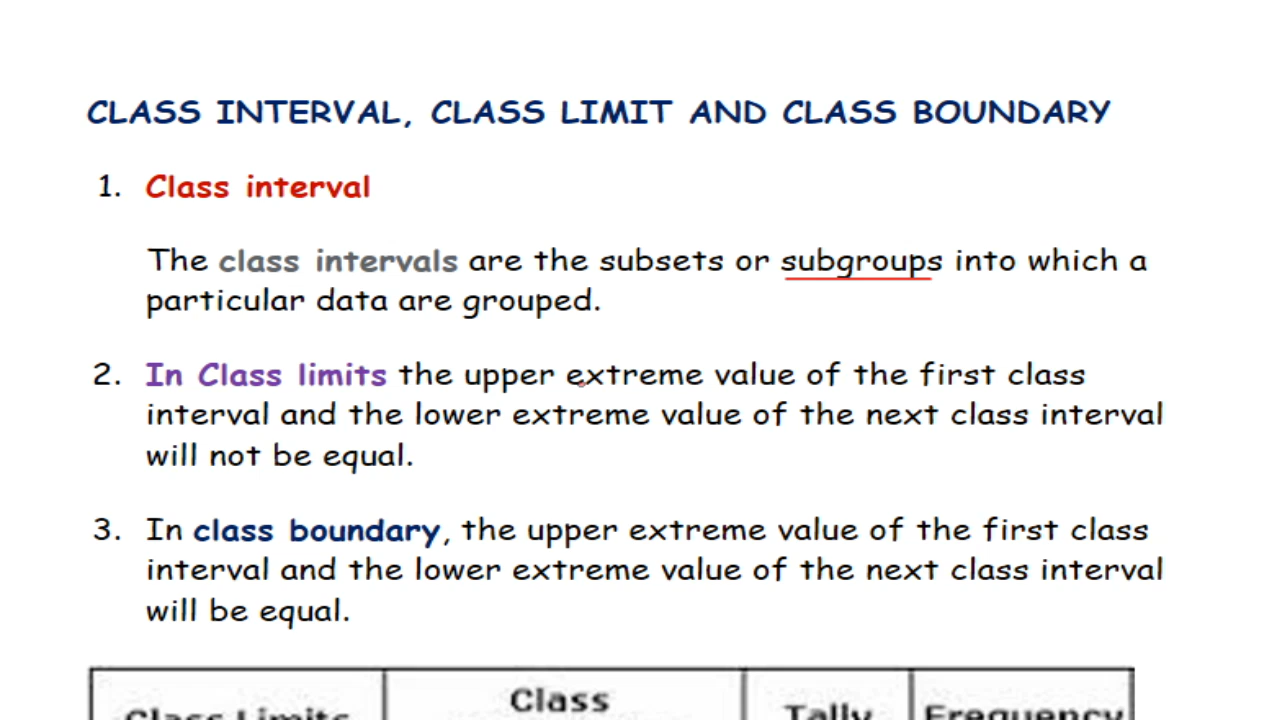 CLASS INTERVAL, CLASS LIMIT AND CLASS BOUNDARY
1. Class interval
The class intervals are the subsets or subgroups into which a
particular data are grouped.
2. In Class limits the upper extreme value of the first class
interval and the lower extreme value of the next class interval
will not be equal.
3. In class boundary, the upper extreme value of the first class
interval and the lower extreme value of the next class interval
will be equal.
Class
Class Limits Tally Frequency